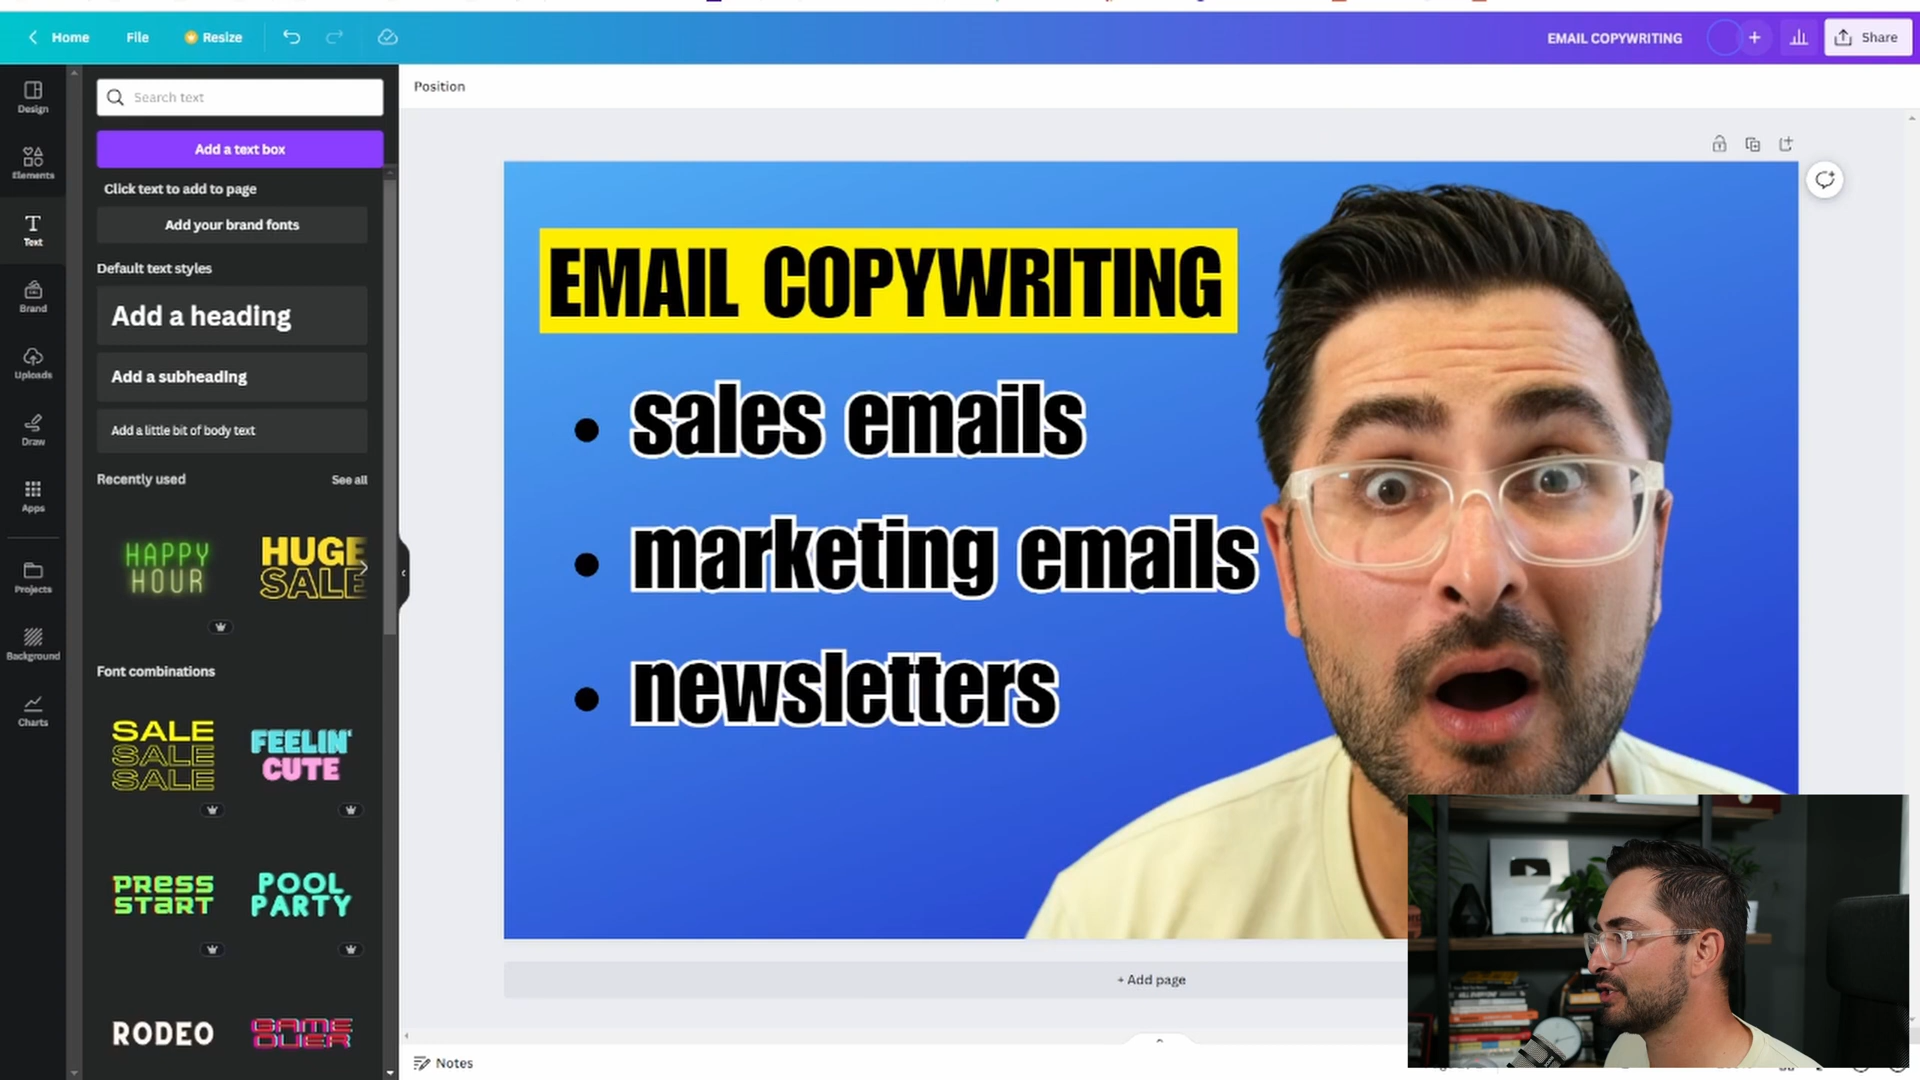 Home
File
Resize
EMAIL COPYWRITING
Share
Design
Elements
Text
Brand
Uploads
Draw
Apps
Projects
Background
Charts
Search text
Add a text box
Click text to add to page
Add your brand fonts
Default text styles
Add a heading
Add a subheading
Add a little bit of body text
Recently used
See all
HAPPY
HOUR
HUGE
SALE
Font combinations
SALE
SALE
SALE
FEELIN'
CUTE
PRESS
START
POOL
PARTY
RODEO
GAME
OVER
Position
EMAIL COPYWRITING
• sales emails
• marketing emails
• newsletters
+ Add page
Notes